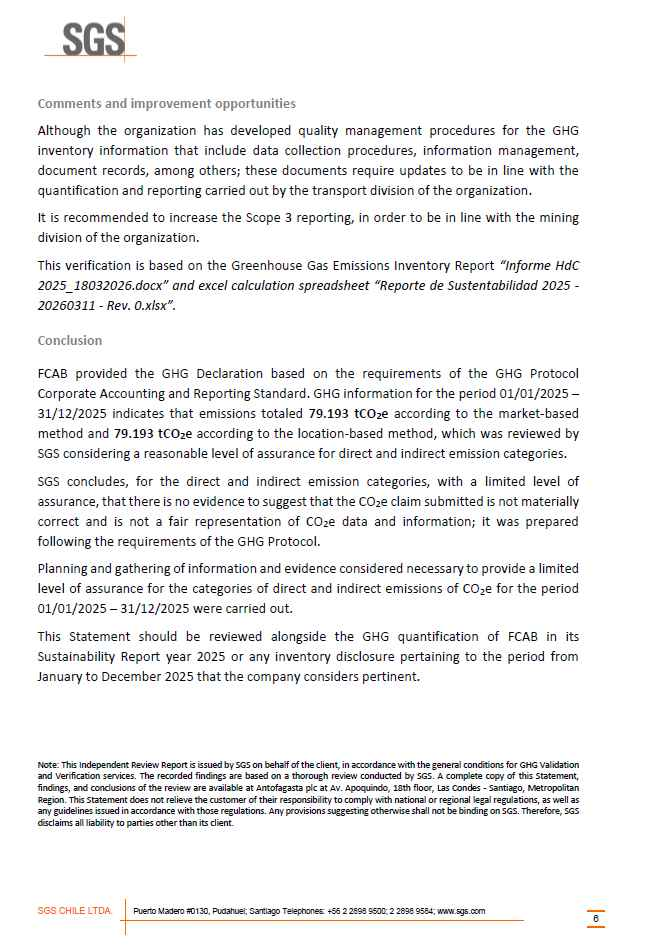 SGS
Comments and improvement opportunities
Although the organization has developed quality management procedures for the GHG
inventory information that include data collection procedures, information management,
document records, among others; these documents require updates to be in line with the
quantification and reporting carried out by the transport division of the organization.
It is recommended to increase the Scope 3 reporting, in order to be in line with the mining
division of the organization.
This verification is based on the Greenhouse Gas Emissions Inventory Report “Informe HdC
2025_18032026.docx” and excel calculation spreadsheet “Reporte de Sustentabilidad 2025 -
20260311 - Rev. 0.xlsx”.
Conclusion
FCAB provided the GHG Declaration based on the requirements of the GHG Protocol
Corporate Accounting and Reporting Standard. GHG information for the period 01/01/2025 –
31/12/2025 indicates that emissions totaled 79.193 tCO₂e according to the market-based
method and 79.193 tCO₂e according to the location-based method, which was reviewed by
SGS considering a reasonable level of assurance for direct and indirect emission categories.
SGS concludes, for the direct and indirect emission categories, with a limited level of
assurance, that there is no evidence to suggest that the CO₂e claim submitted is not materially
correct and is not a fair representation of CO₂e data and information; it was prepared
following the requirements of the GHG Protocol.
Planning and gathering of information and evidence considered necessary to provide a limited
level of assurance for the categories of direct and indirect emissions of CO₂e for the period
01/01/2025 – 31/12/2025 were carried out.
This Statement should be reviewed alongside the GHG quantification of FCAB in its
Sustainability Report year 2025 or any inventory disclosure pertaining to the period from
January to December 2025 that the company considers pertinent.
Note: This Independent Review Report is issued by SGS on behalf of the client, in accordance with the general conditions for GHG Validation
and Verification services. The recorded findings are based on a thorough review conducted by SGS. A complete copy of this Statement,
findings, and conclusions of the review are available at Antofagasta plc at Av. Apoquindo, 18th floor, Las Condes - Santiago, Metropolitan
Region. This Statement does not relieve the customer of their responsibility to comply with national or regional legal regulations, as well as
any guidelines issued in accordance with those regulations. Any provisions suggesting otherwise shall not be binding on SGS. Therefore, SGS
disclaims all liability to parties other than its client.
SGS CHILE LTDA. Puerto Madero #0130, Pudahuel; Santiago Telephones: +56 2 2898 9500; 2 2898 9564; www.sgs.com
6